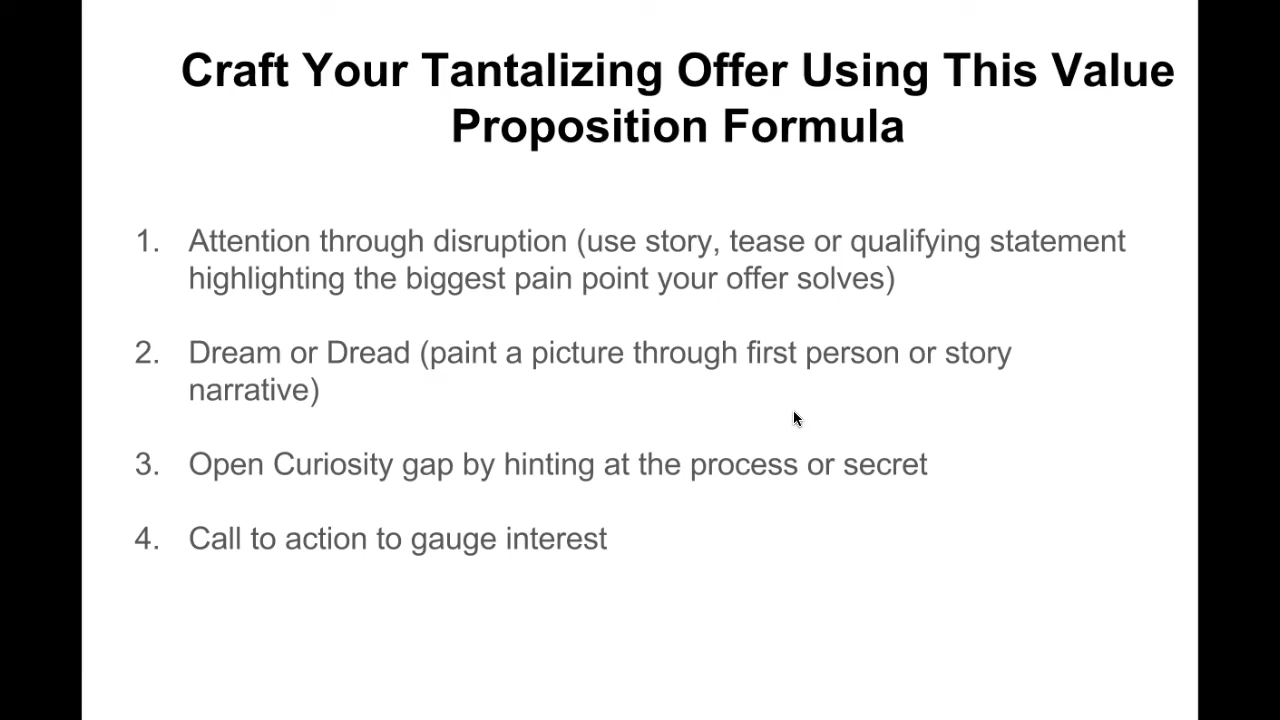 Craft Your Tantalizing Offer Using This Value
Proposition Formula
1. Attention through disruption (use story, tease or qualifying statement
highlighting the biggest pain point your offer solves)
2. Dream or Dread (paint a picture through first person or story
narrative)
3. Open Curiosity gap by hinting at the process or secret
4. Call to action to gauge interest